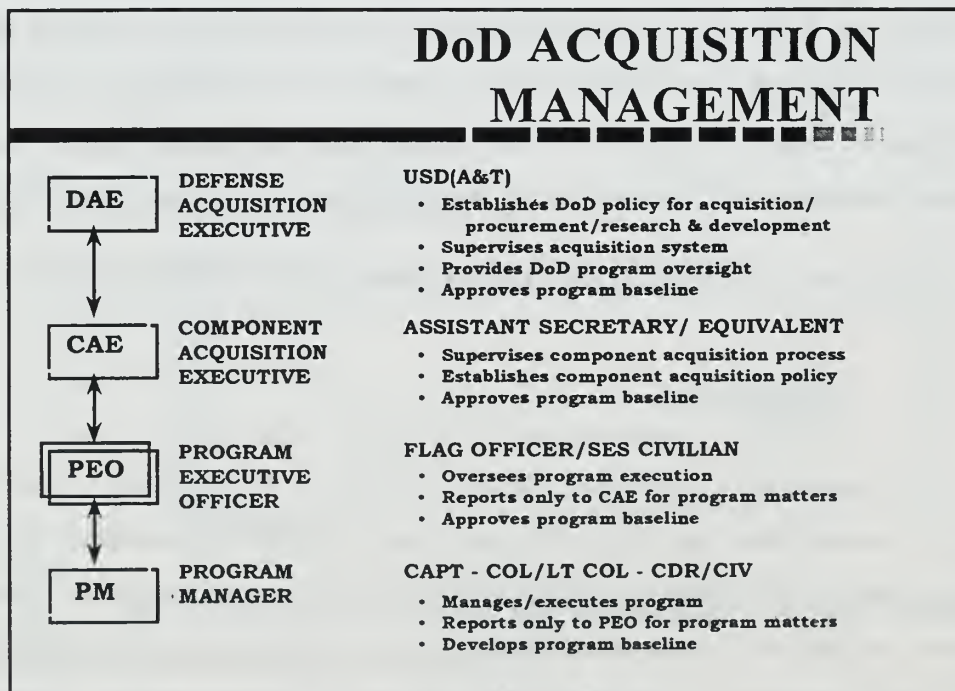 DoD ACQUISITION
MANAGEMENT
DAE
DEFENSE
ACQUISITION
EXECUTIVE
USD(A&T)
• Establishes DoD policy for acquisition/
procurement/research & development
• Supervises acquisition system
• Provides DoD program oversight
• Approves program baseline
CAE
COMPONENT
ACQUISITION
EXECUTIVE
ASSISTANT SECRETARY/ EQUIVALENT
• Supervises component acquisition process
• Establishes component acquisition policy
• Approves program baseline
PEO
PROGRAM
EXECUTIVE
OFFICER
FLAG OFFICER/SES CIVILIAN
• Oversees program execution
• Reports only to CAE for program matters
• Approves program baseline
PM
PROGRAM
MANAGER
CAPT - COL/LT COL - CDR/CIV
• Manages/executes program
• Reports only to PEO for program matters
• Develops program baseline